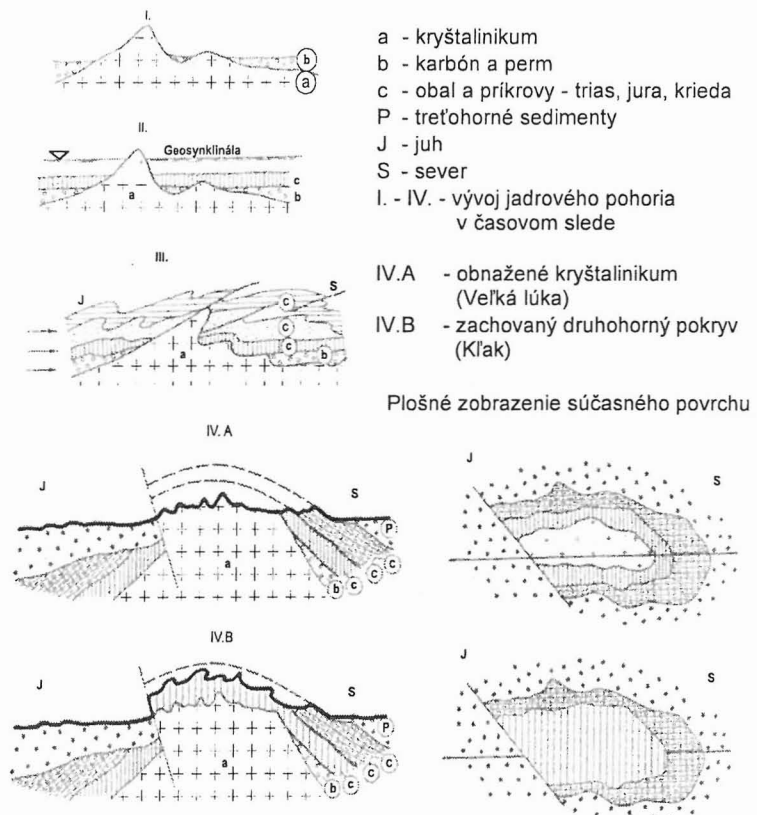 I.
b
a
II.
Geosynklinála
a
c
b
III.
J
S
c
c
c
a
b
a - kryštalinikum
b - karbón a perm
c - obal a príkrovy - trias, jura, krieda
P - treťohorné sedimenty
J - juh
S - sever
I. - IV. - vývoj jadrového pohoria
v časovom slede
IV.A - obnažené kryštalinikum
(Veľká lúka)
IV.B - zachovaný druhohorný pokryv
(Kľak)
Plošné zobrazenie súčasného povrchu
IV. A
J
S
P
a
c
c
c
b
J
S
IV.B
J
S
P
a
c
c
c
b
J
S